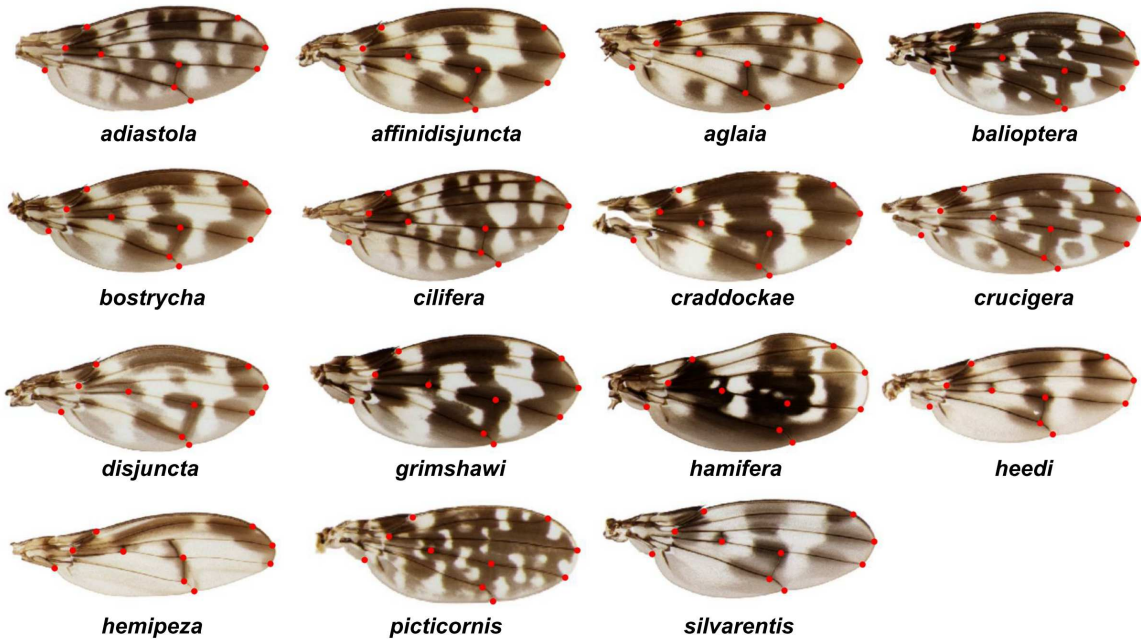 adiastola affinidisjuncta aglaia balioptera
bostrycha cilifera craddockae crucigera
disjuncta grimshawi hamifera heedi
hemipeza picticornis silvarentis